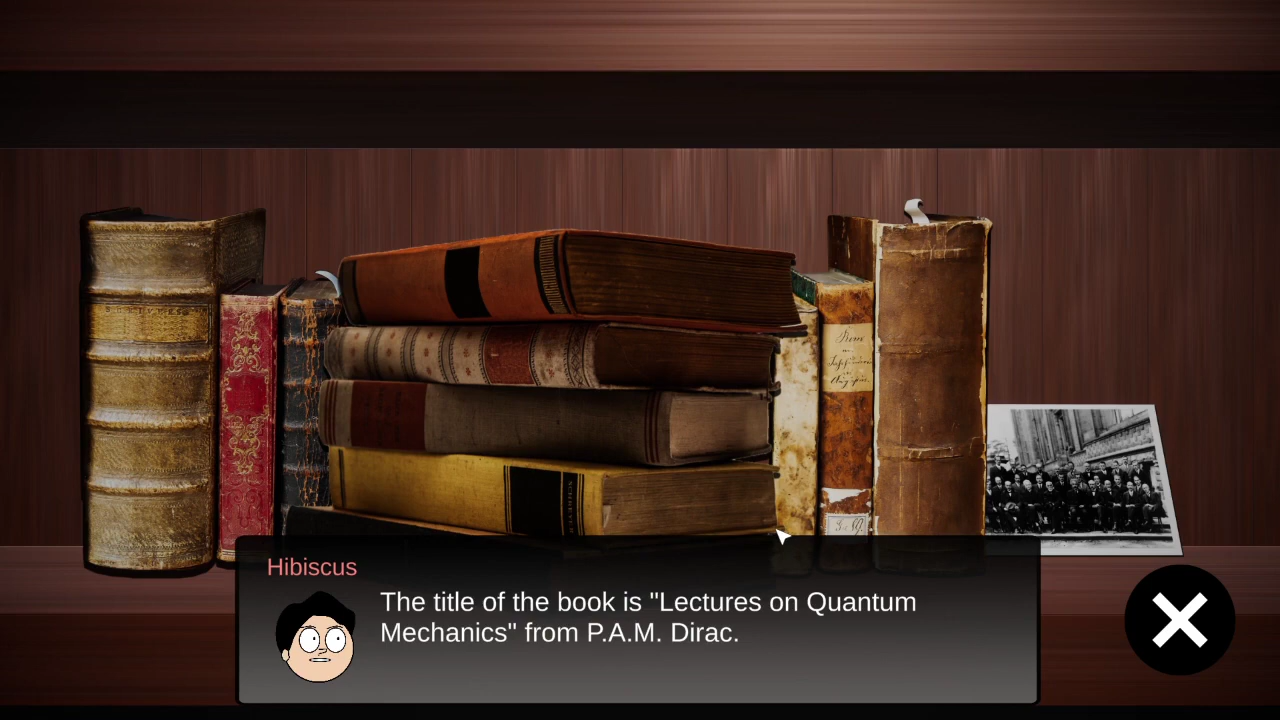 Hibiscus
The title of the book is "Lectures on Quantum
Mechanics" from P.A.M. Dirac.